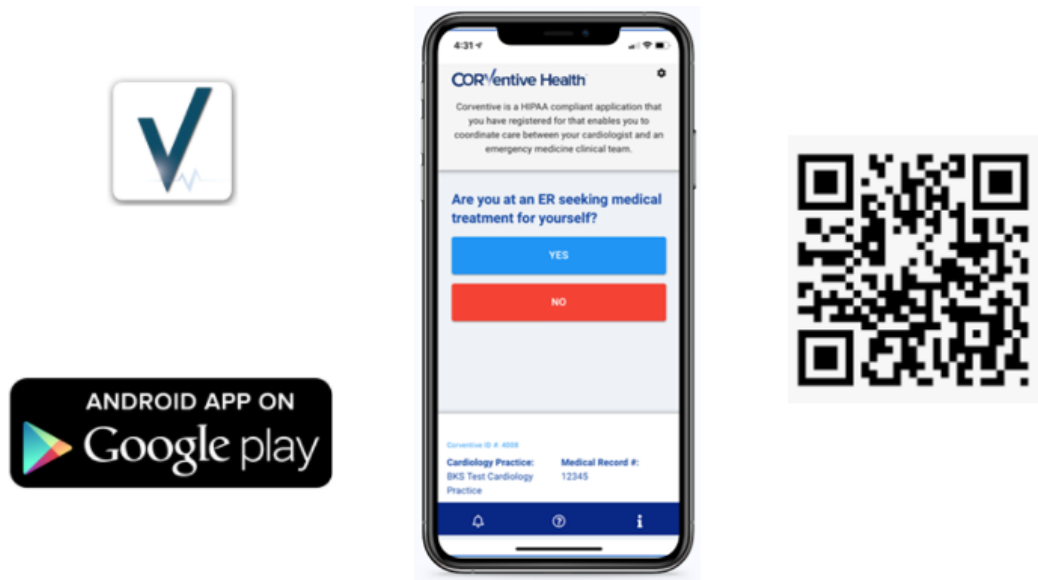 4:31
CORVentive Health
Corventive is a HIPAA compliant application that
you have registered for that enables you to
coordinate care between your cardiologist and an
emergency medicine clinical team.
Are you at an ER seeking medical
treatment for yourself?
YES
NO
ANDROID APP ON
Google play
Corventive ID #: 4008
Cardiology Practice:
BKS Test Cardiology
Practice
Medical Record #:
12345